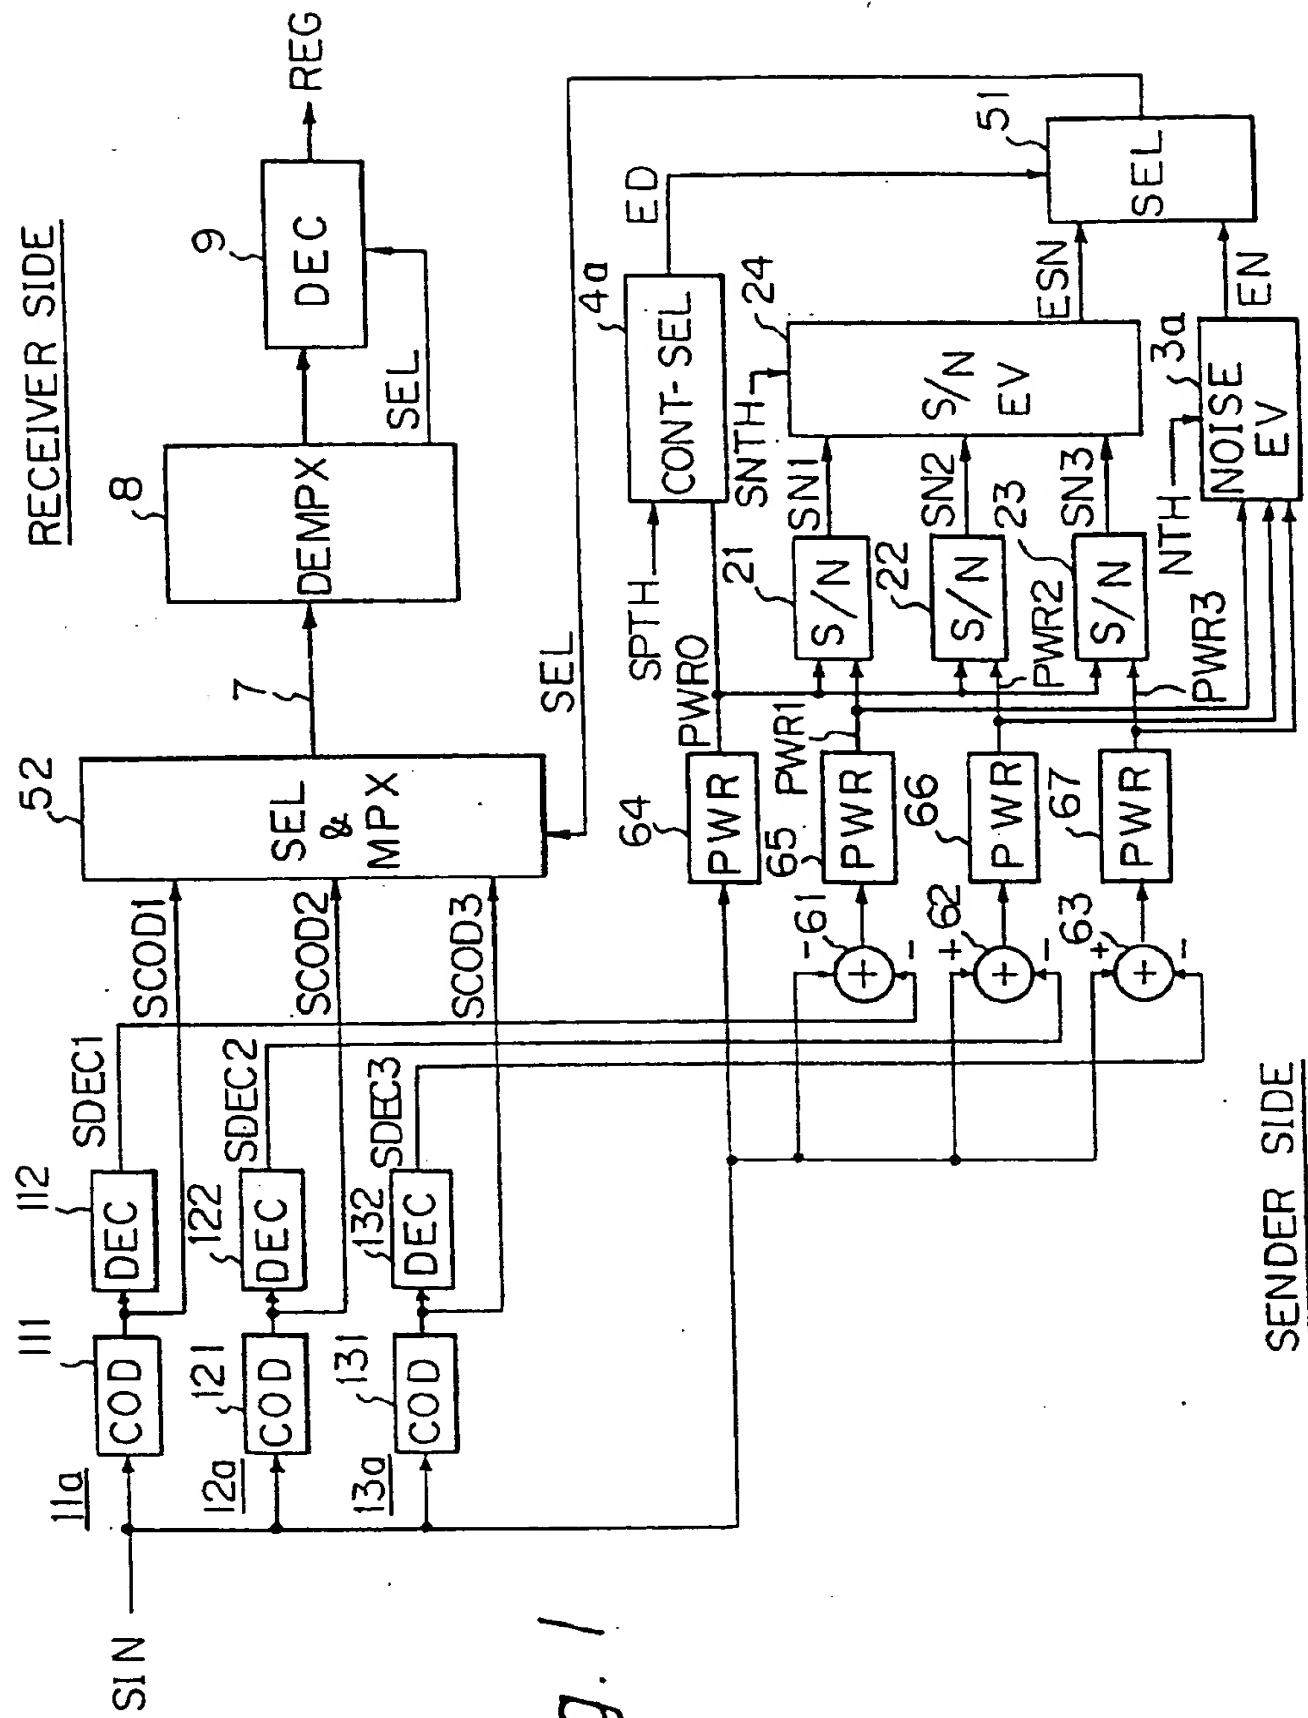 RECEIVER SIDE
52
7
8
9
11a
111
112
SDEC1
SCOD1
SEL
&
MPX
DEMPX
DEC
REG
SIN
COD
DEC
12a
121
122
SDEC2
SCOD2
SEL
COD
DEC
13a
131
132
SDEC3
SCOD3
SEL
COD
DEC
SPTH
4a
CONT-SEL
ED
64
PWR
PWR0
SNTH
24
S/N
EV
65
PWR
PWR1
21
S/N
SN1
61
-
-
+
66
PWR
PWR2
22
S/N
SN2
ESN
51
SEL
62
+
-
+
67
PWR
PWR3
23
S/N
SN3
63
+
-
+
NTH
3a
NOISE
EV
EN
SENDER SIDE
g. 1